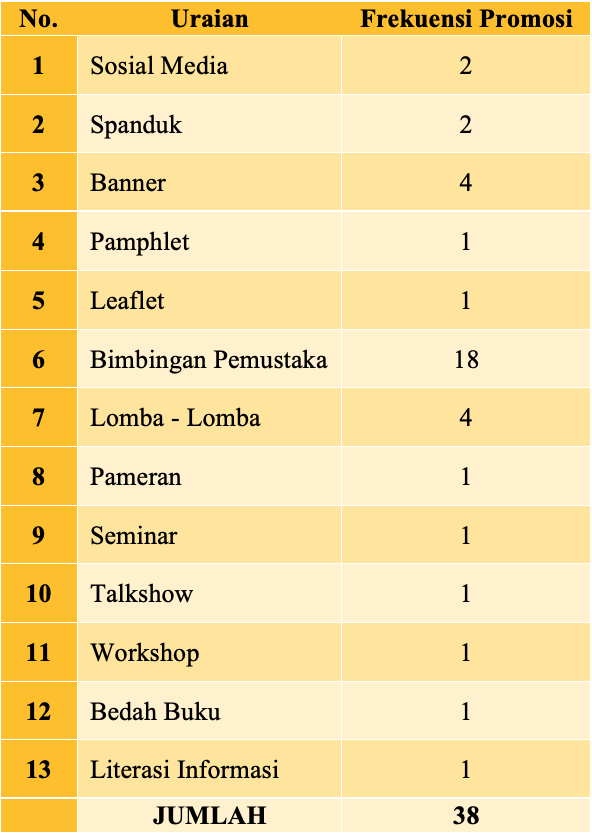 No. Uraian Frekuensi Promosi
1 Sosial Media 2
2 Spanduk 2
3 Banner 4
4 Pamphlet 1
5 Leaflet 1
6 Bimbingan Pemustaka 18
7 Lomba - Lomba 4
8 Pameran 1
9 Seminar 1
10 Talkshow 1
11 Workshop 1
12 Bedah Buku 1
13 Literasi Informasi 1
JUMLAH 38